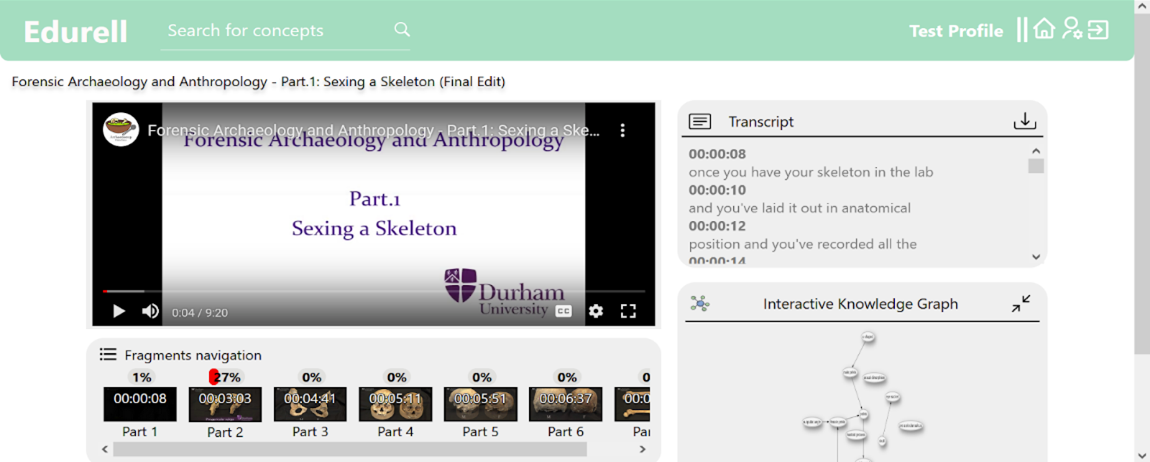 Edurell
Search for concepts
Test Profile
Forensic Archaeology and Anthropology - Part.1: Sexing a Skeleton (Final Edit)
Forensic Archaeology and Anthropology - Part.1: Sexing a Ske...
Forensic Archaeology and Anthropology
Part.1
Sexing a Skeleton
Durham
University
0:04 / 9:20
CC
Transcript
00:00:08
once you have your skeleton in the lab
00:00:10
and you've laid it out in anatomical
00:00:12
position and you've recorded all the
00:00:14
Interactive Knowledge Graph
Fragments navigation
1% 27% 0% 0% 0% 0%
00:00:08 00:03:03 00:04:41 00:05:11 00:05:51 00:06:37
Part 1 Part 2 Part 3 Part 4 Part 5 Part 6